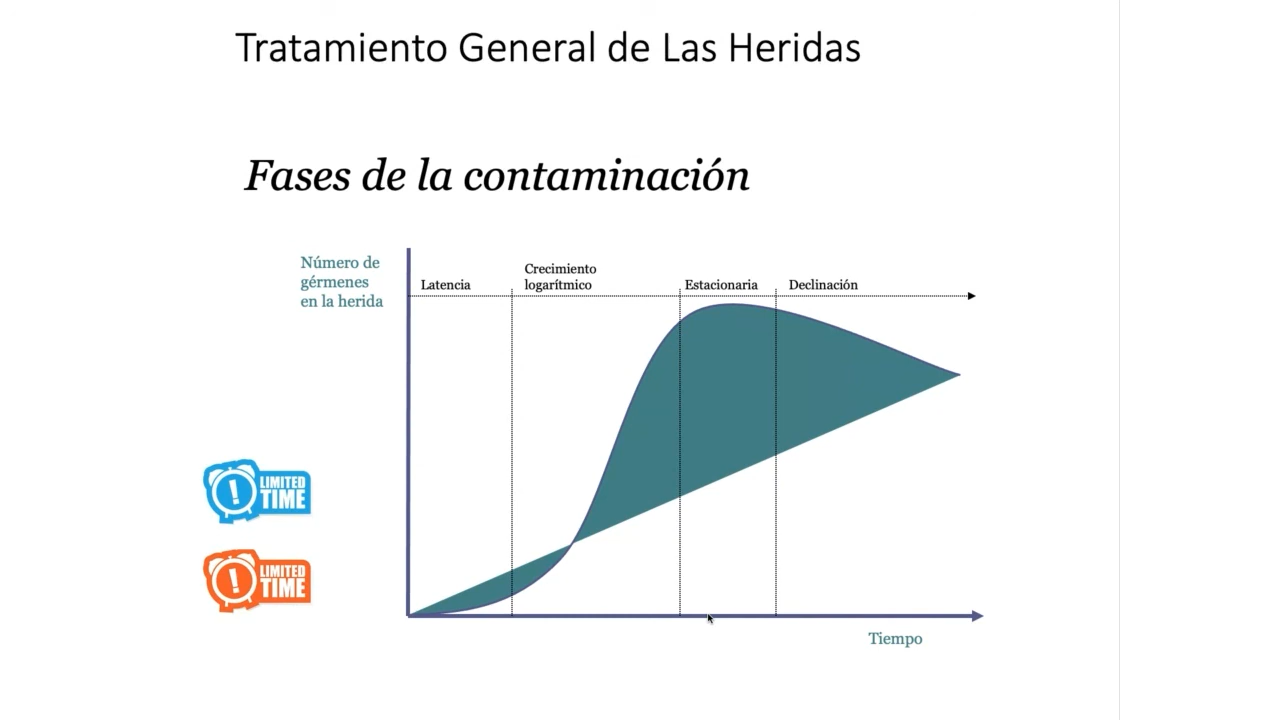 Tratamiento General de Las Heridas
Fases de la contaminación
Número de
gérmenes
en la herida
Latencia
Crecimiento
logarítmico
Estacionaria
Declinación
LIMITED
TIME
LIMITED
TIME
Tiempo